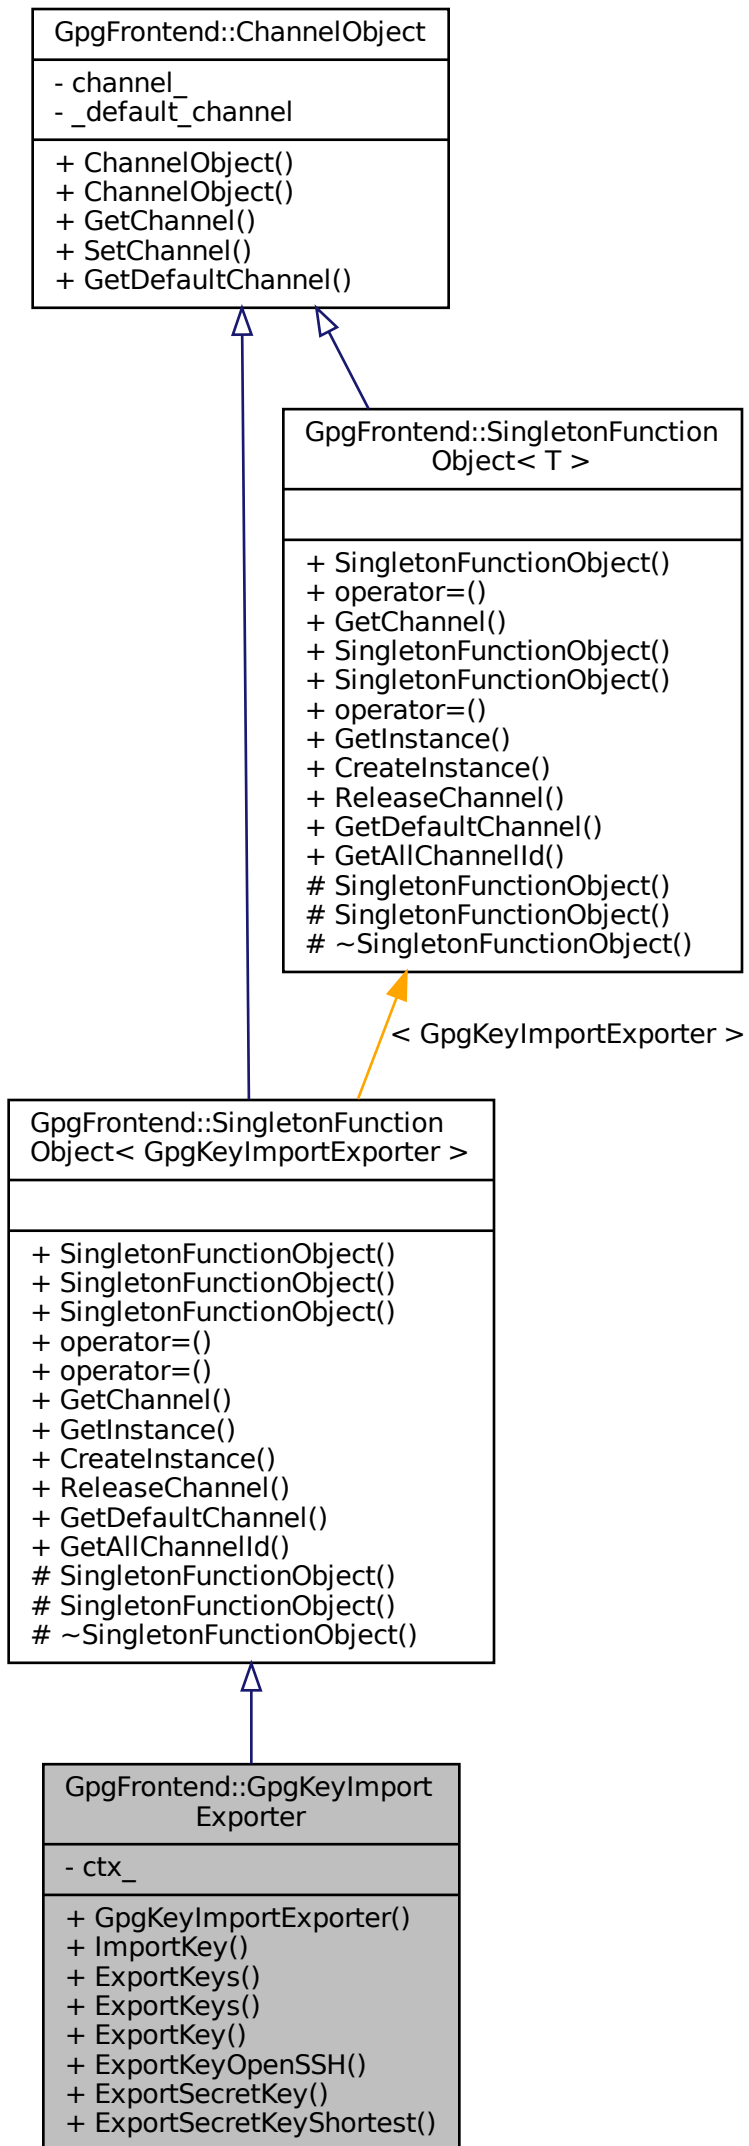 GpgFrontend::ChannelObject
- channel_
- _default_channel
+ ChannelObject()
+ ChannelObject()
+ GetChannel()
+ SetChannel()
+ GetDefaultChannel()
GpgFrontend::SingletonFunction
Object< T >
+ SingletonFunctionObject()
+ operator=()
+ GetChannel()
+ SingletonFunctionObject()
+ SingletonFunctionObject()
+ operator=()
+ GetInstance()
+ CreateInstance()
+ ReleaseChannel()
+ GetDefaultChannel()
+ GetAllChannelId()
# SingletonFunctionObject()
# SingletonFunctionObject()
# ~SingletonFunctionObject()
< GpgKeyImportExporter >
GpgFrontend::SingletonFunction
Object< GpgKeyImportExporter >
+ SingletonFunctionObject()
+ SingletonFunctionObject()
+ SingletonFunctionObject()
+ operator=()
+ operator=()
+ GetChannel()
+ GetInstance()
+ CreateInstance()
+ ReleaseChannel()
+ GetDefaultChannel()
+ GetAllChannelId()
# SingletonFunctionObject()
# SingletonFunctionObject()
# ~SingletonFunctionObject()
GpgFrontend::GpgKeyImport
Exporter
- ctx_
+ GpgKeyImportExporter()
+ ImportKey()
+ ExportKeys()
+ ExportKeys()
+ ExportKey()
+ ExportKeyOpenSSH()
+ ExportSecretKey()
+ ExportSecretKeyShortest()